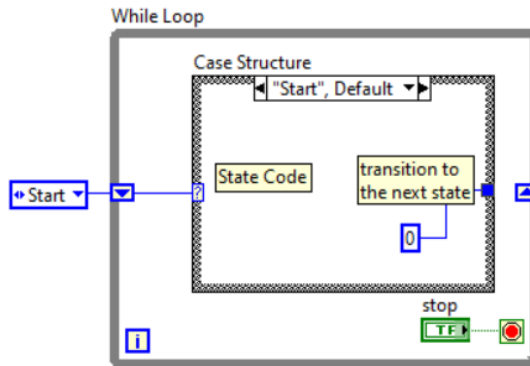 While Loop
Case Structure
"Start", Default
Start
?
State Code
transition to
the next state
0
stop
TF
i